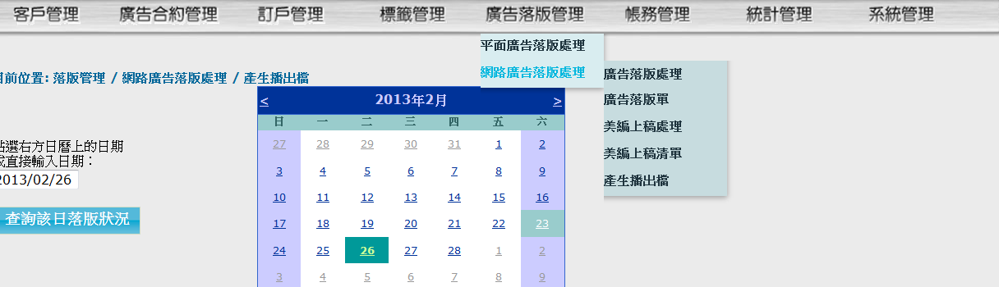 客戶管理 廣告合約管理 訂戶管理 標籤管理 廣告落版管理 帳務管理 統計管理 系統管理
平面廣告落版處理
網路廣告落版處理
廣告落版處理
廣告落版單
美編上稿處理
美編上稿清單
產生播出檔
目前位置: 落版管理 / 網路廣告落版處理 / 產生播出檔
點選右方日曆上的日期
或直接輸入日期：
2013/02/26
查詢該日落版狀況
< 2013年2月 >
日 一 二 三 四 五 六
27 28 29 30 31 1 2
3 4 5 6 7 8 9
10 11 12 13 14 15 16
17 18 19 20 21 22 23
24 25 26 27 28 1 2
3 4 5 6 7 8 9